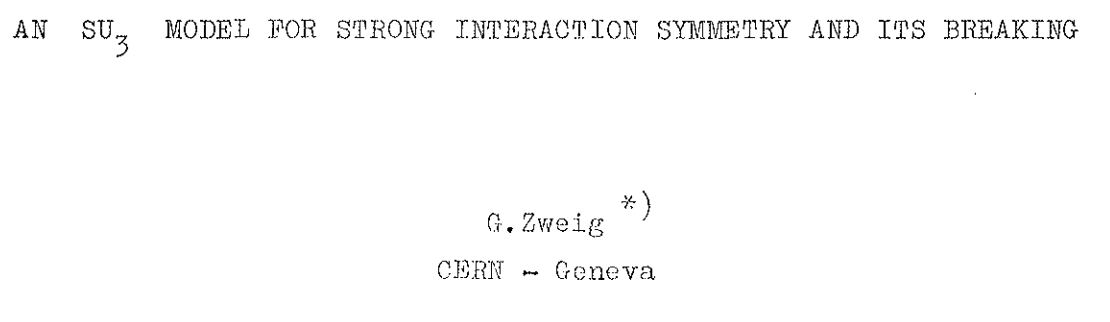 AN SU₃ MODEL FOR STRONG INTERACTION SYMMETRY AND ITS BREAKING
G.Zweig *)
CERN - Geneva